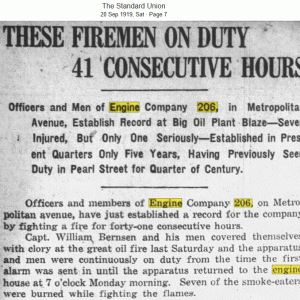 The Standard Union
28 Sep 1919, Sat · Page 7
THESE FIREMEN ON DUTY
41 CONSECUTIVE HOURS
Officers and Men of Engine Company 206, in Metropolita
Avenue, Establish Record at Big Oil Plant Blaze—Seve
Injured, But Only One Seriously—Established in Pres
ent Quarters Only Five Years, Having Previously See
Duty in Pearl Street for Quarter of Century.
Officers and members of Engine Company 206, on Metro
politan avenue, have just established a record for the company
by fighting a fire for forty-one consecutive hours.
Capt. William Bernsen and his men covered themselve
with glory at the great oil fire last Saturday and the apparatu
and men were continuously on duty from the time the first
alarm was sent in until the apparatus returned to the engine
house at 7 o'clock Monday morning. Seven of the smoke-eater
were burned while fighting the flames.